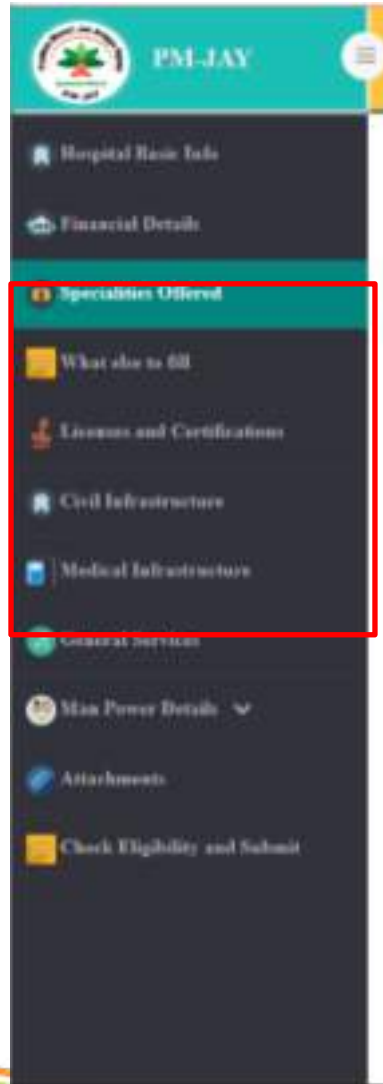 PM-JAY
Hospital Basic Info
Financial Details
Specialities Offered
What else to fill
Licenses and Certifications
Civil Infrastructure
Medical Infrastructure
General Services
Man Power Details
Attachments
Check Eligibility and Submit